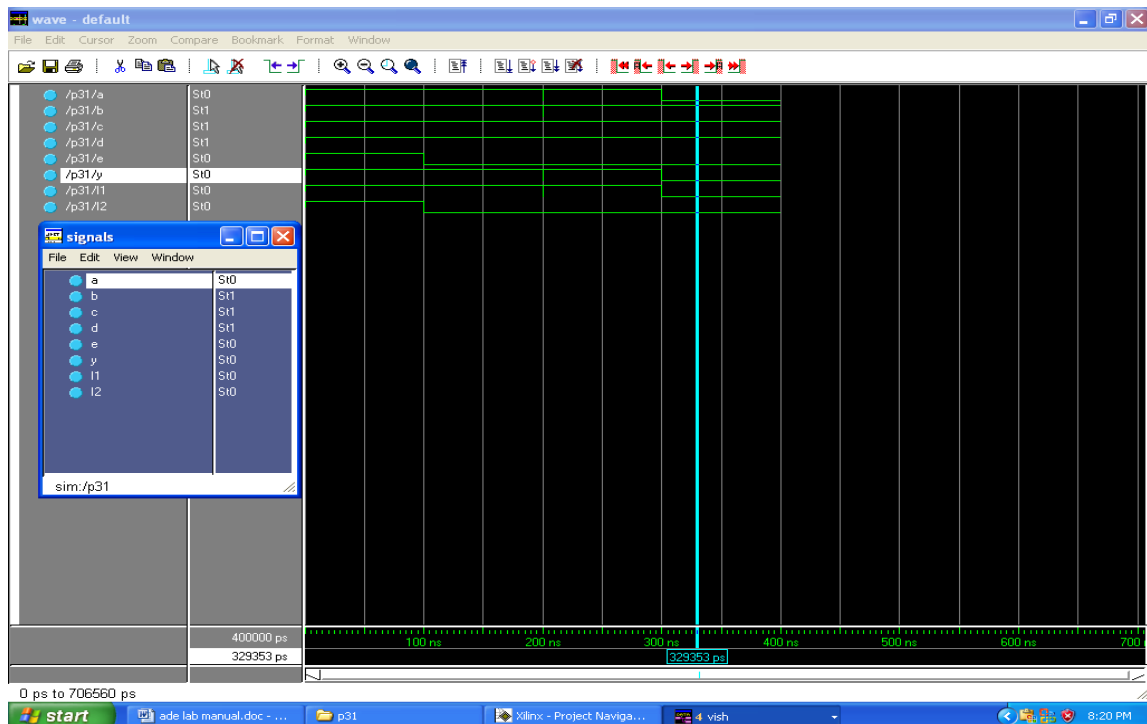 wave - default
File Edit Cursor Zoom Compare Bookmark Format Window
/p31/a St0
/p31/b St1
/p31/c St1
/p31/d St1
/p31/e St0
/p31/y St0
/p31/l1 St0
/p31/l2 St0
signals
File Edit View Window
a St0
b St1
c St1
d St1
e St0
y St0
l1 St0
l2 St0
sim:/p31
400000 ps
100 ns 200 ns 300 ns 400 ns 500 ns 600 ns 700
329353 ps 329353 ps
0 ps to 706560 ps
start ade lab manual.doc - ... p31 Xilinx - Project Naviga... 4 vish 8:20 PM